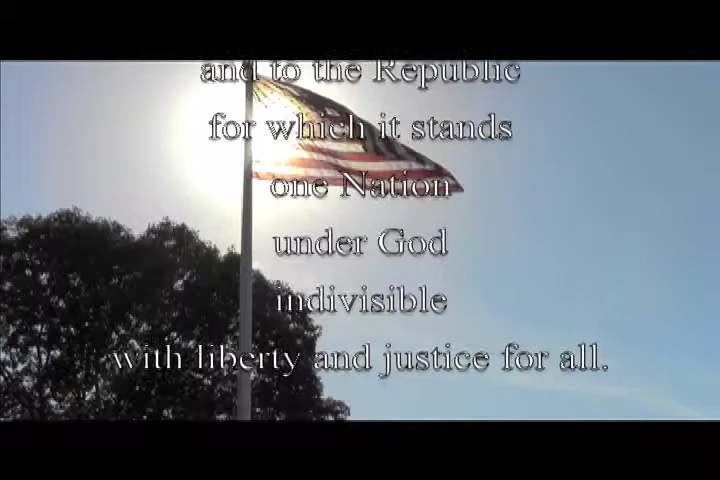 and to the Republic
for which it stands
one Nation
under God
indivisible
with liberty and justice for all.